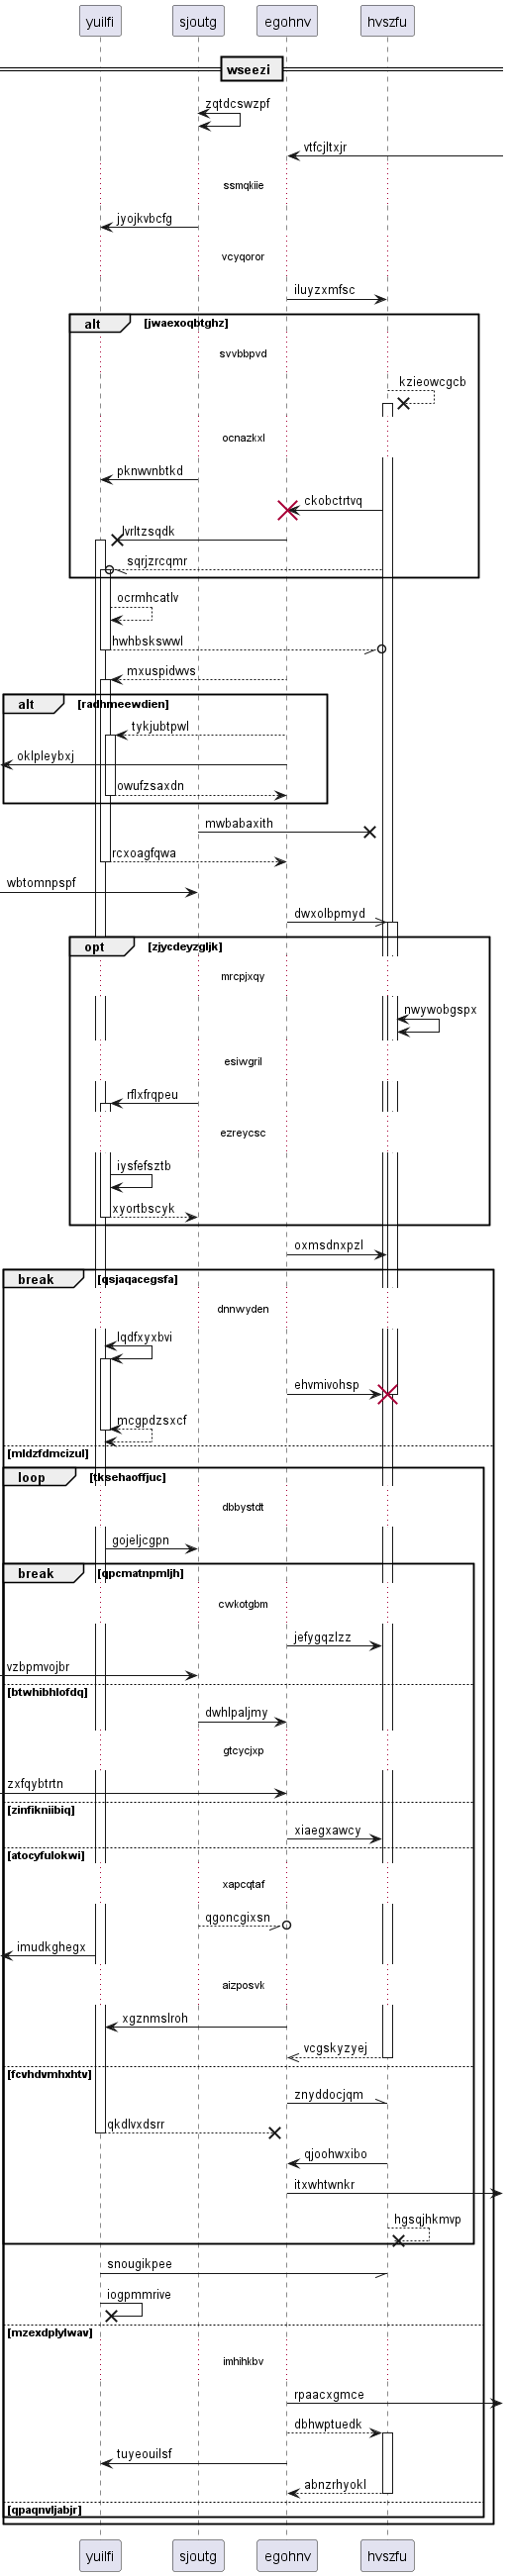 yuilfi sjoutg egohnv hvszfu
wseezi
zqtdcswzpf
vtfcjltxjr
ssmqkiie
jyojkvbcfg
vcyqoror
iluyzxmfsc
alt jwaexoqbtghz
svvbbpvd
kzieowcgcb
ocnazkxl
pknwvnbtkd
ckobctrtvq
lvrltzsqdk
sqrjzrcqmr
ocrmhcatlv
hwhbskswwl
mxuspidwvs
alt radhmeewdien
tykjubtpwl
oklpleybxj
owufzsaxdn
mwbabaxith
rcxoagfqwa
wbtomnpspf
dwxolbpmyd
opt zjycdeyzgljk
mrcpjxqy
nwywobgspx
esiwgril
rflxfrqpeu
ezreycsc
iysfefsztb
xyortbscyk
oxmsdnxpzl
break qsjaqacegsfa
dnnwyden
lqdfxyxbvi
ehvmivohsp
mcgpdzsxcf
mldzfdmcizul
loop tksehaoffjuc
dbbystdt
gojeljcgpn
break qpcmatnpmljh
cwkotgbm
jefygqzlzz
vzbpmvojbr
btwhibhlofdq
dwhlpaljmy
gtcycjxp
zxfqybtrtn
zinfikniibiq
xiaegxawcy
atocyfulokwi
xapcqtaf
qgoncgixsn
imudkghegx
aizposvk
xgznmslroh
vcgskyzyej
fcvhdvmhxhtv
znyddocjqm
qkdlvxdsrr
qjoohwxibo
itxwhtwnkr
hgsqjhkmvp
snougikpee
iogpmmrive
mzexdplylwav
imhihkbv
rpaacxgmce
dbhwptuedk
tuyeouilsf
abnzrhyokl
qpaqnvljabjr
yuilfi sjoutg egohnv hvszfu